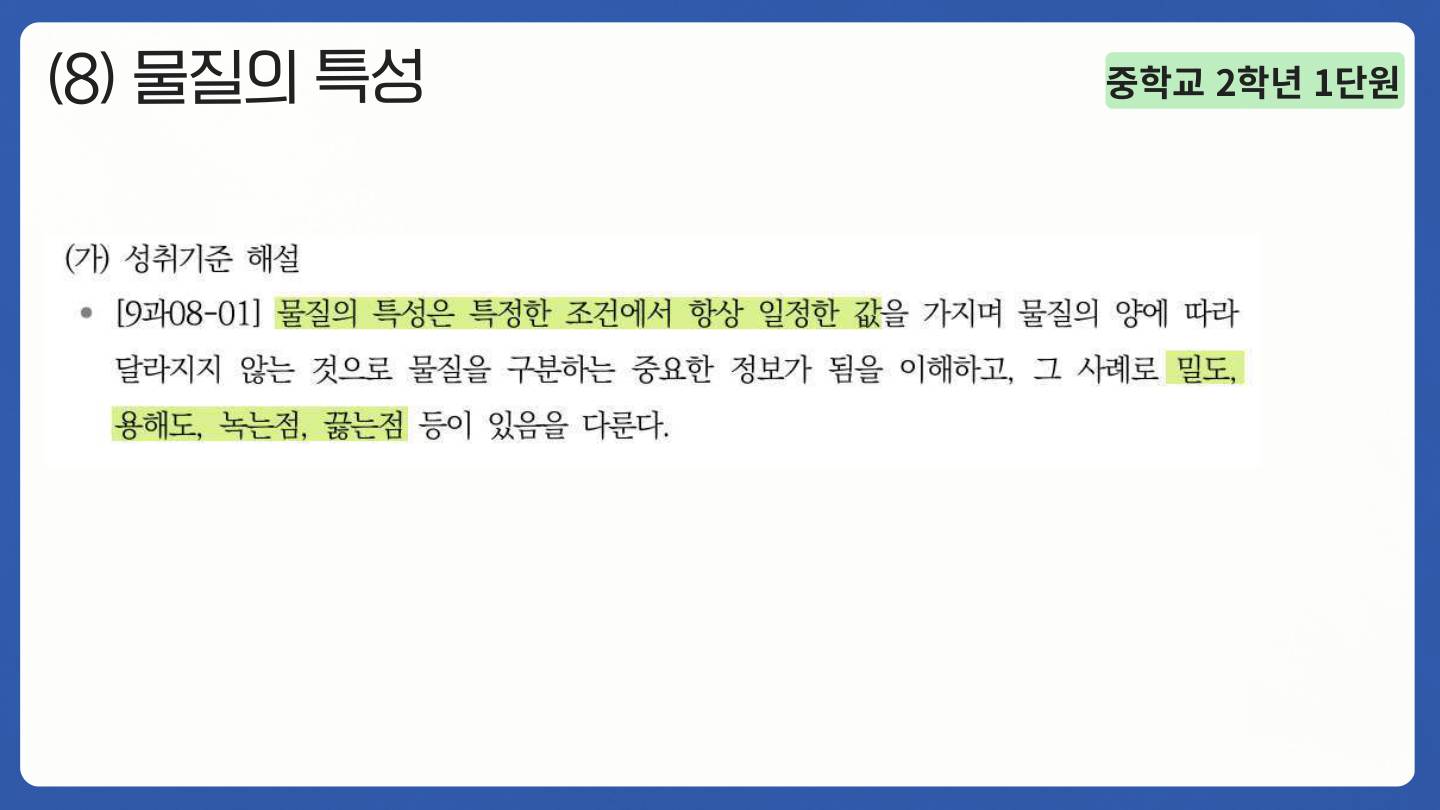 (8) 물질의 특성
중학교 2학년 1단원
(가) 성취기준 해설
• [9과08-01] 물질의 특성은 특정한 조건에서 항상 일정한 값을 가지며 물질의 양에 따라
달라지지 않는 것으로 물질을 구분하는 중요한 정보가 됨을 이해하고, 그 사례로 밀도,
용해도, 녹는점, 끓는점 등이 있음을 다룬다.